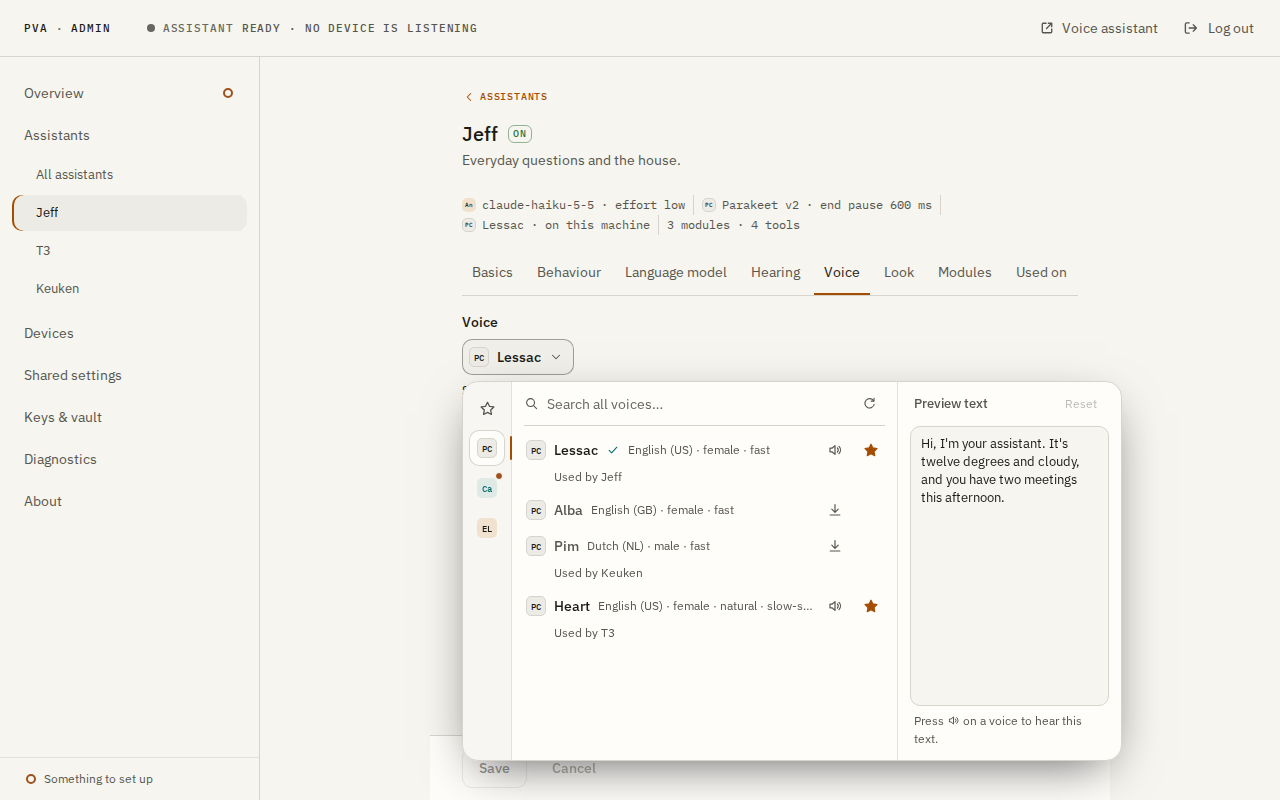 PVA · ADMIN
ASSISTANT READY · NO DEVICE IS LISTENING
Voice assistant
Log out
Overview
Assistants
All assistants
Jeff
T3
Keuken
Devices
Shared settings
Keys & vault
Diagnostics
About
Something to set up
ASSISTANTS
Jeff ON
Everyday questions and the house.
An claude-haiku-5-5 · effort low PC Parakeet v2 · end pause 600 ms
PC Lessac · on this machine 3 modules · 4 tools
Basics Behaviour Language model Hearing Voice Look Modules Used on
Voice
PC Lessac
Search all voices…
PC
Ca
EL
PC Lessac English (US) · female · fast
Used by Jeff
PC Alba English (GB) · female · fast
PC Pim Dutch (NL) · male · fast
Used by Keuken
PC Heart English (US) · female · natural · slow-s…
Used by T3
Preview text Reset
Hi, I'm your assistant. It's
twelve degrees and cloudy,
and you have two meetings
this afternoon.
Press on a voice to hear this
text.
Save Cancel